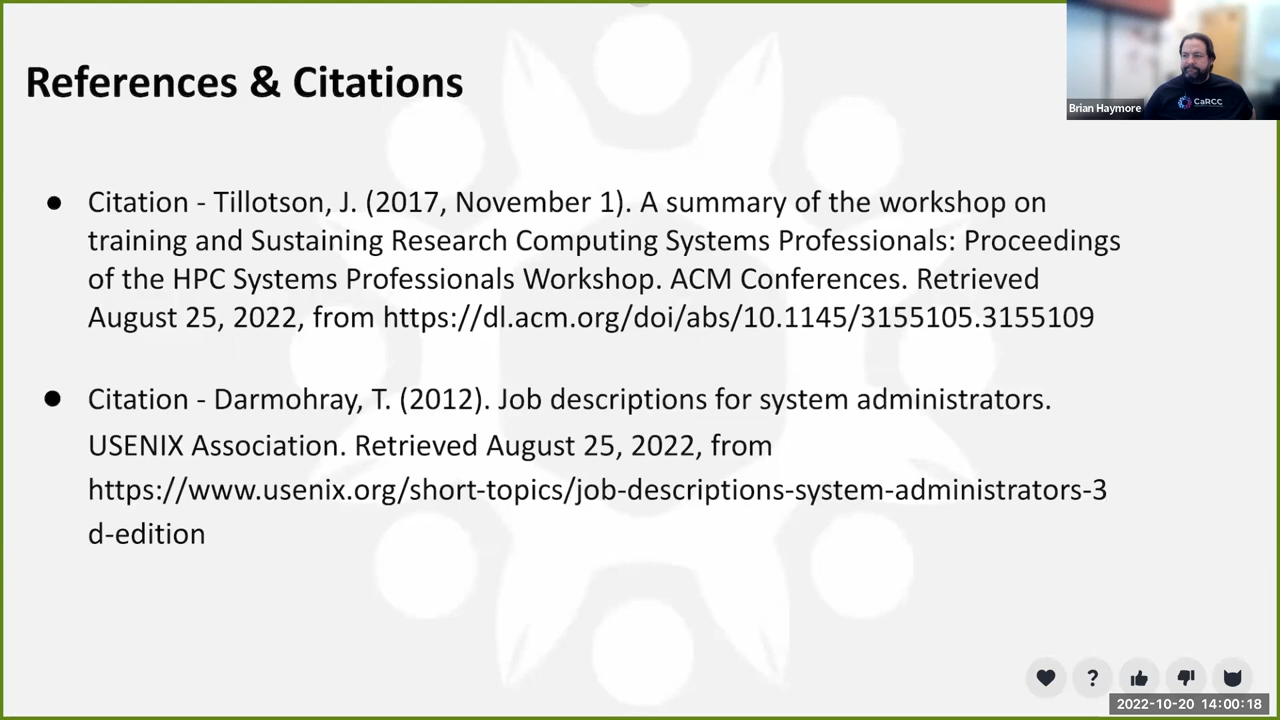 References & Citations
Brian Haymore
CaRCC
● Citation - Tillotson, J. (2017, November 1). A summary of the workshop on
training and Sustaining Research Computing Systems Professionals: Proceedings
of the HPC Systems Professionals Workshop. ACM Conferences. Retrieved
August 25, 2022, from https://dl.acm.org/doi/abs/10.1145/3155105.3155109
● Citation - Darmohray, T. (2012). Job descriptions for system administrators.
USENIX Association. Retrieved August 25, 2022, from
https://www.usenix.org/short-topics/job-descriptions-system-administrators-3
d-edition
?
2022-10-20 14:00:18